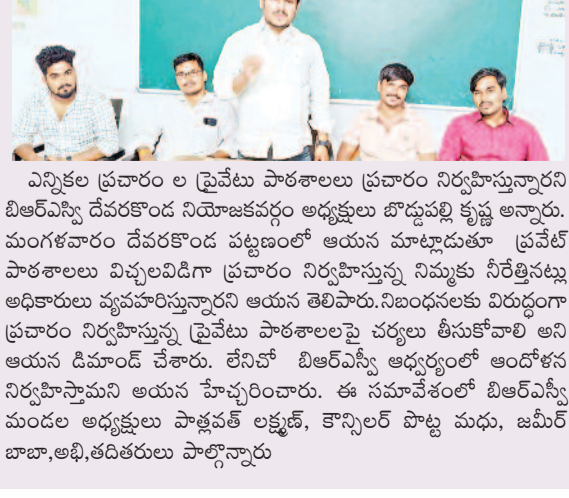 ఎన్నికల ప్రచారం ల ప్రైవేటు పాఠశాలలు ప్రచారం నిర్వహిస్తున్నారని
బిఆర్ఎస్వి దేవరకొండ నియోజకవర్గం అధ్యక్షులు బొడ్డుపల్లి కృష్ణ అన్నారు.
మంగళవారం దేవరకొండ పట్టణంలో ఆయన మాట్లాడుతూ ప్రవేట్
పాఠశాలలు విచ్చలవిడిగా ప్రచారం నిర్వహిస్తున్న నిమ్మకు నీరేత్తినట్లు
అధికారులు వ్యవహరిస్తున్నారని ఆయన తెలిపారు.నిబంధనలకు విరుద్ధంగా
ప్రచారం నిర్వహిస్తున్న ప్రైవేటు పాఠశాలలపై చర్యలు తీసుకోవాలి అని
ఆయన డిమాండ్ చేశారు. లేనిచో బిఆర్ఎస్వీ ఆధ్వర్యంలో ఆందోళన
నిర్వహిస్తామని అయన హేచ్చరించారు. ఈ సమావేశంలో బిఆర్ఎస్వీ
మండల అధ్యక్షులు పాత్లవత్ లక్ష్మణ్, కౌన్సిలర్ పొట్ట మధు, జమీర్
బాబా,అభి,తదితరులు పాల్గొన్నారు